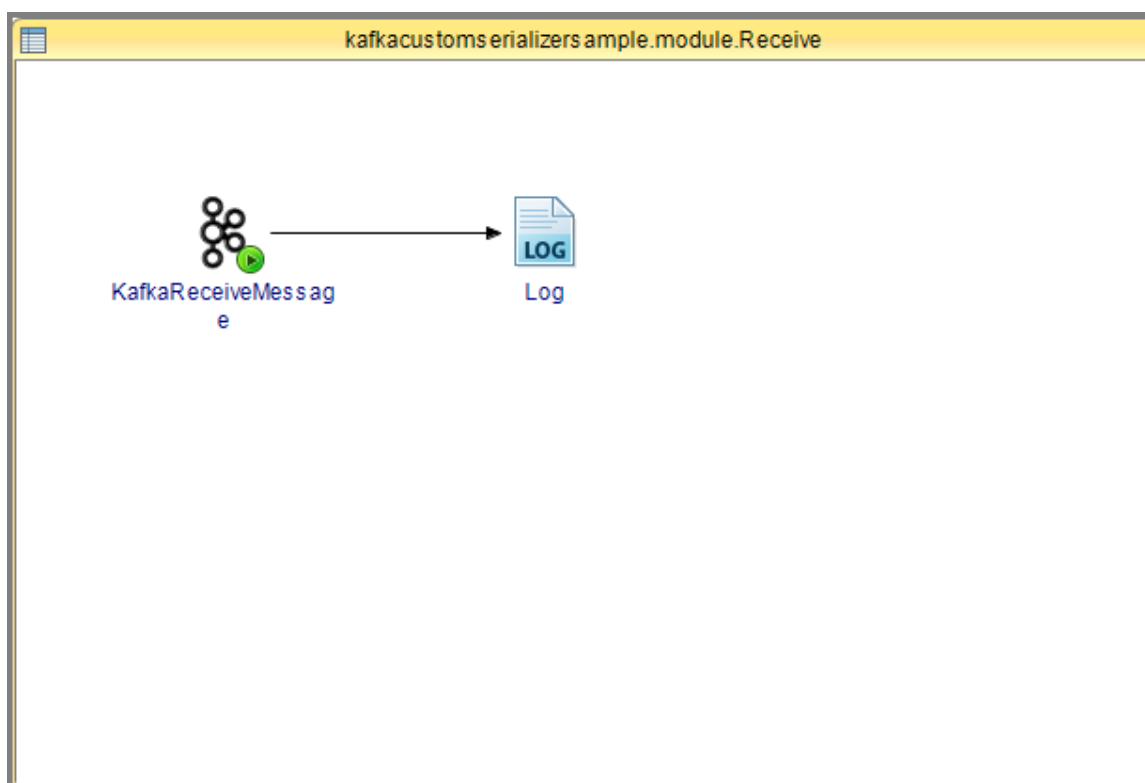 kafkacustomserializersample.module.Receive
LOG
KafkaReceiveMessag
e
Log